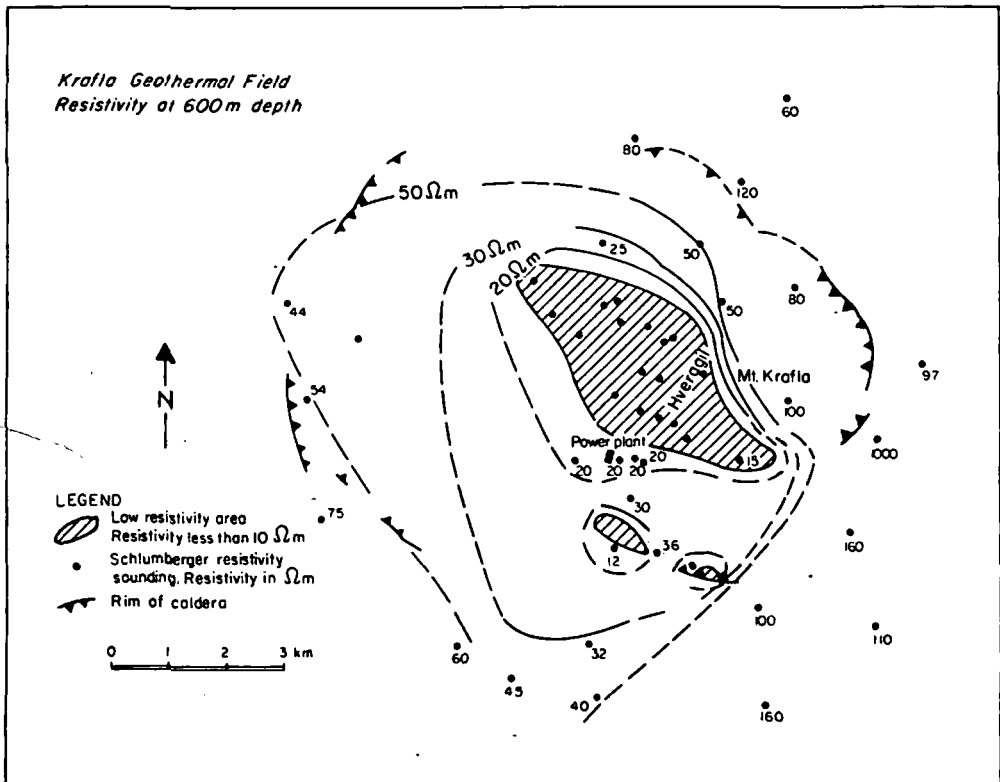 Krafla Geothermal Field
Resistivity at 600m depth
60
80
120
50Ωm
30Ωm
25
50
20Ωm
80
44
50
97
Hveragil
Mt. Krafla
54
100
N
Power plant
20
20
20
20
15
1000
LEGEND
Low resistivity area
Resistivity less than 10 Ωm
30
75
Schlumberger resistivity
sounding. Resistivity in Ωm
36
12
160
Rim of caldera
100
110
0 1 2 3 km
60
32
45
40
160